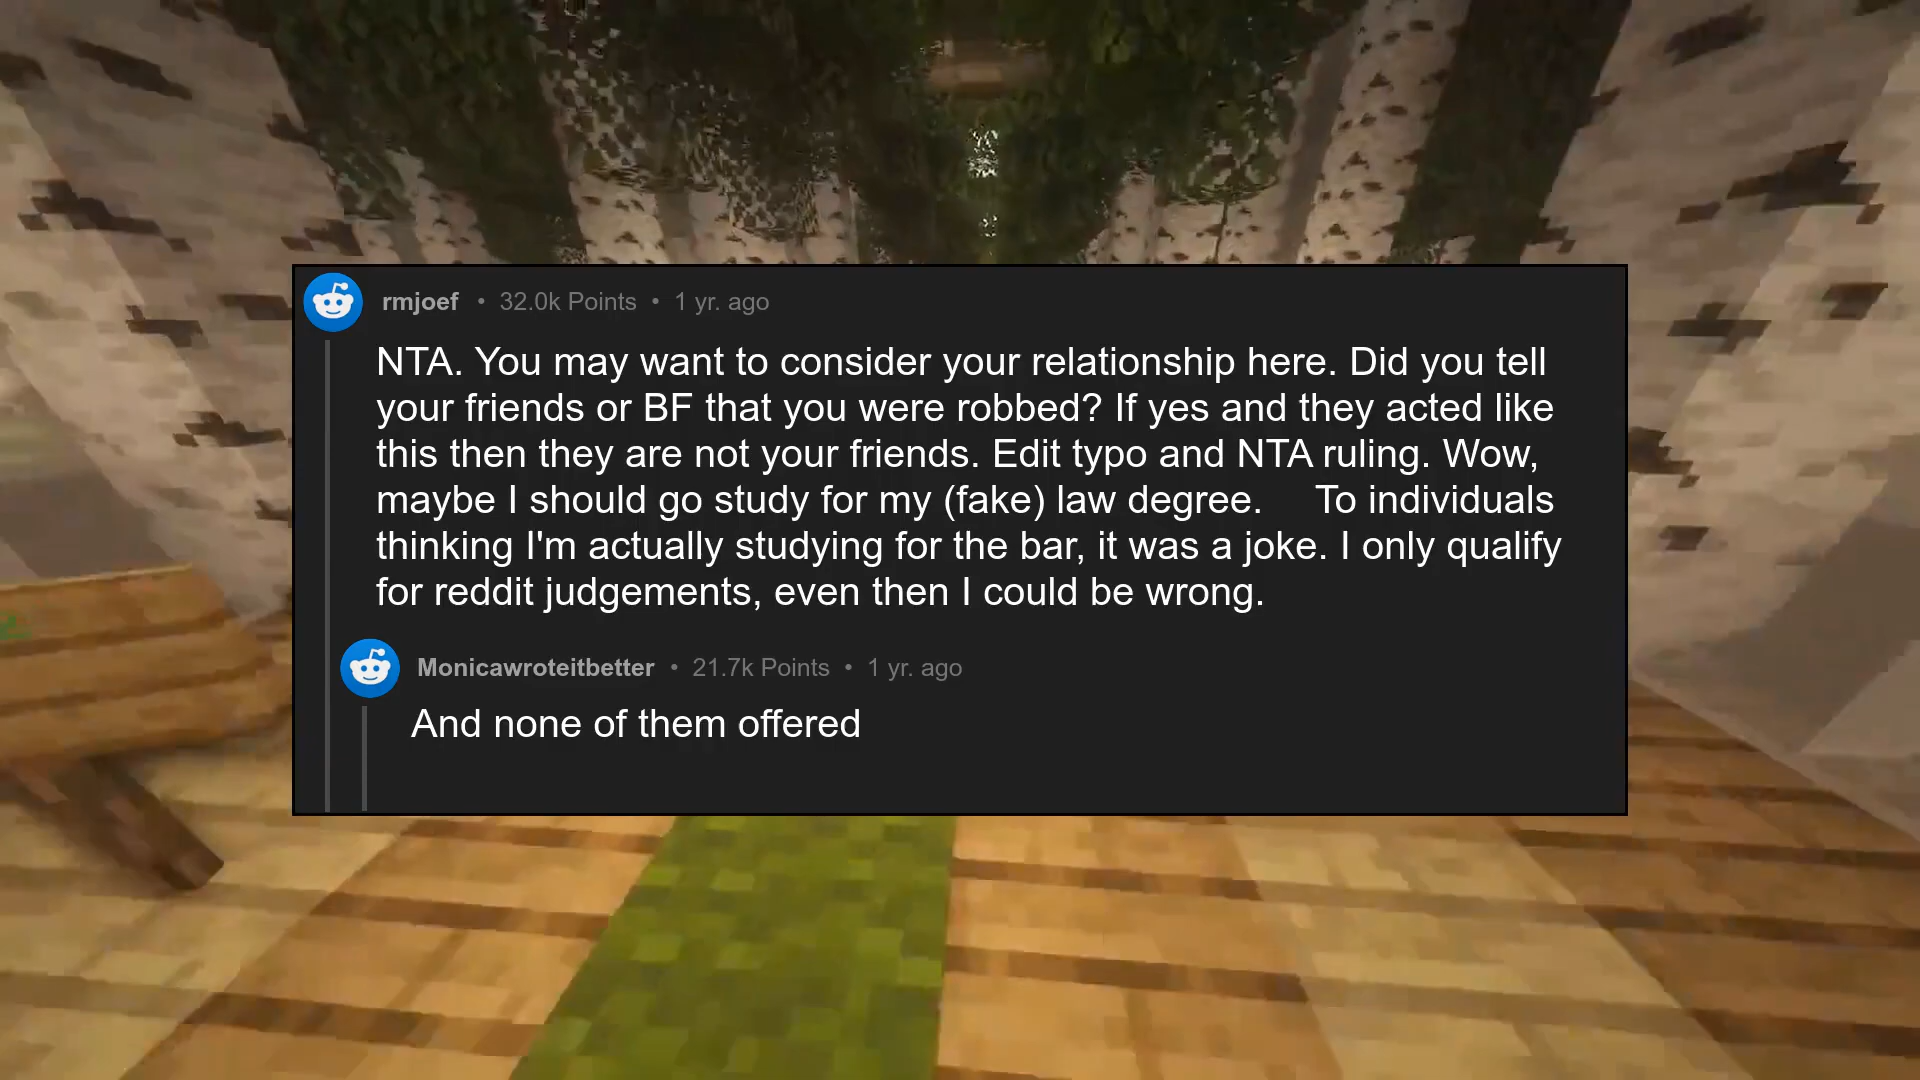 rmjoef • 32.0k Points • 1 yr. ago
NTA. You may want to consider your relationship here. Did you tell
your friends or BF that you were robbed? If yes and they acted like
this then they are not your friends. Edit typo and NTA ruling. Wow,
maybe I should go study for my (fake) law degree. To individuals
thinking I'm actually studying for the bar, it was a joke. I only qualify
for reddit judgements, even then I could be wrong.
Monicawroteitbetter • 21.7k Points • 1 yr. ago
And none of them offered